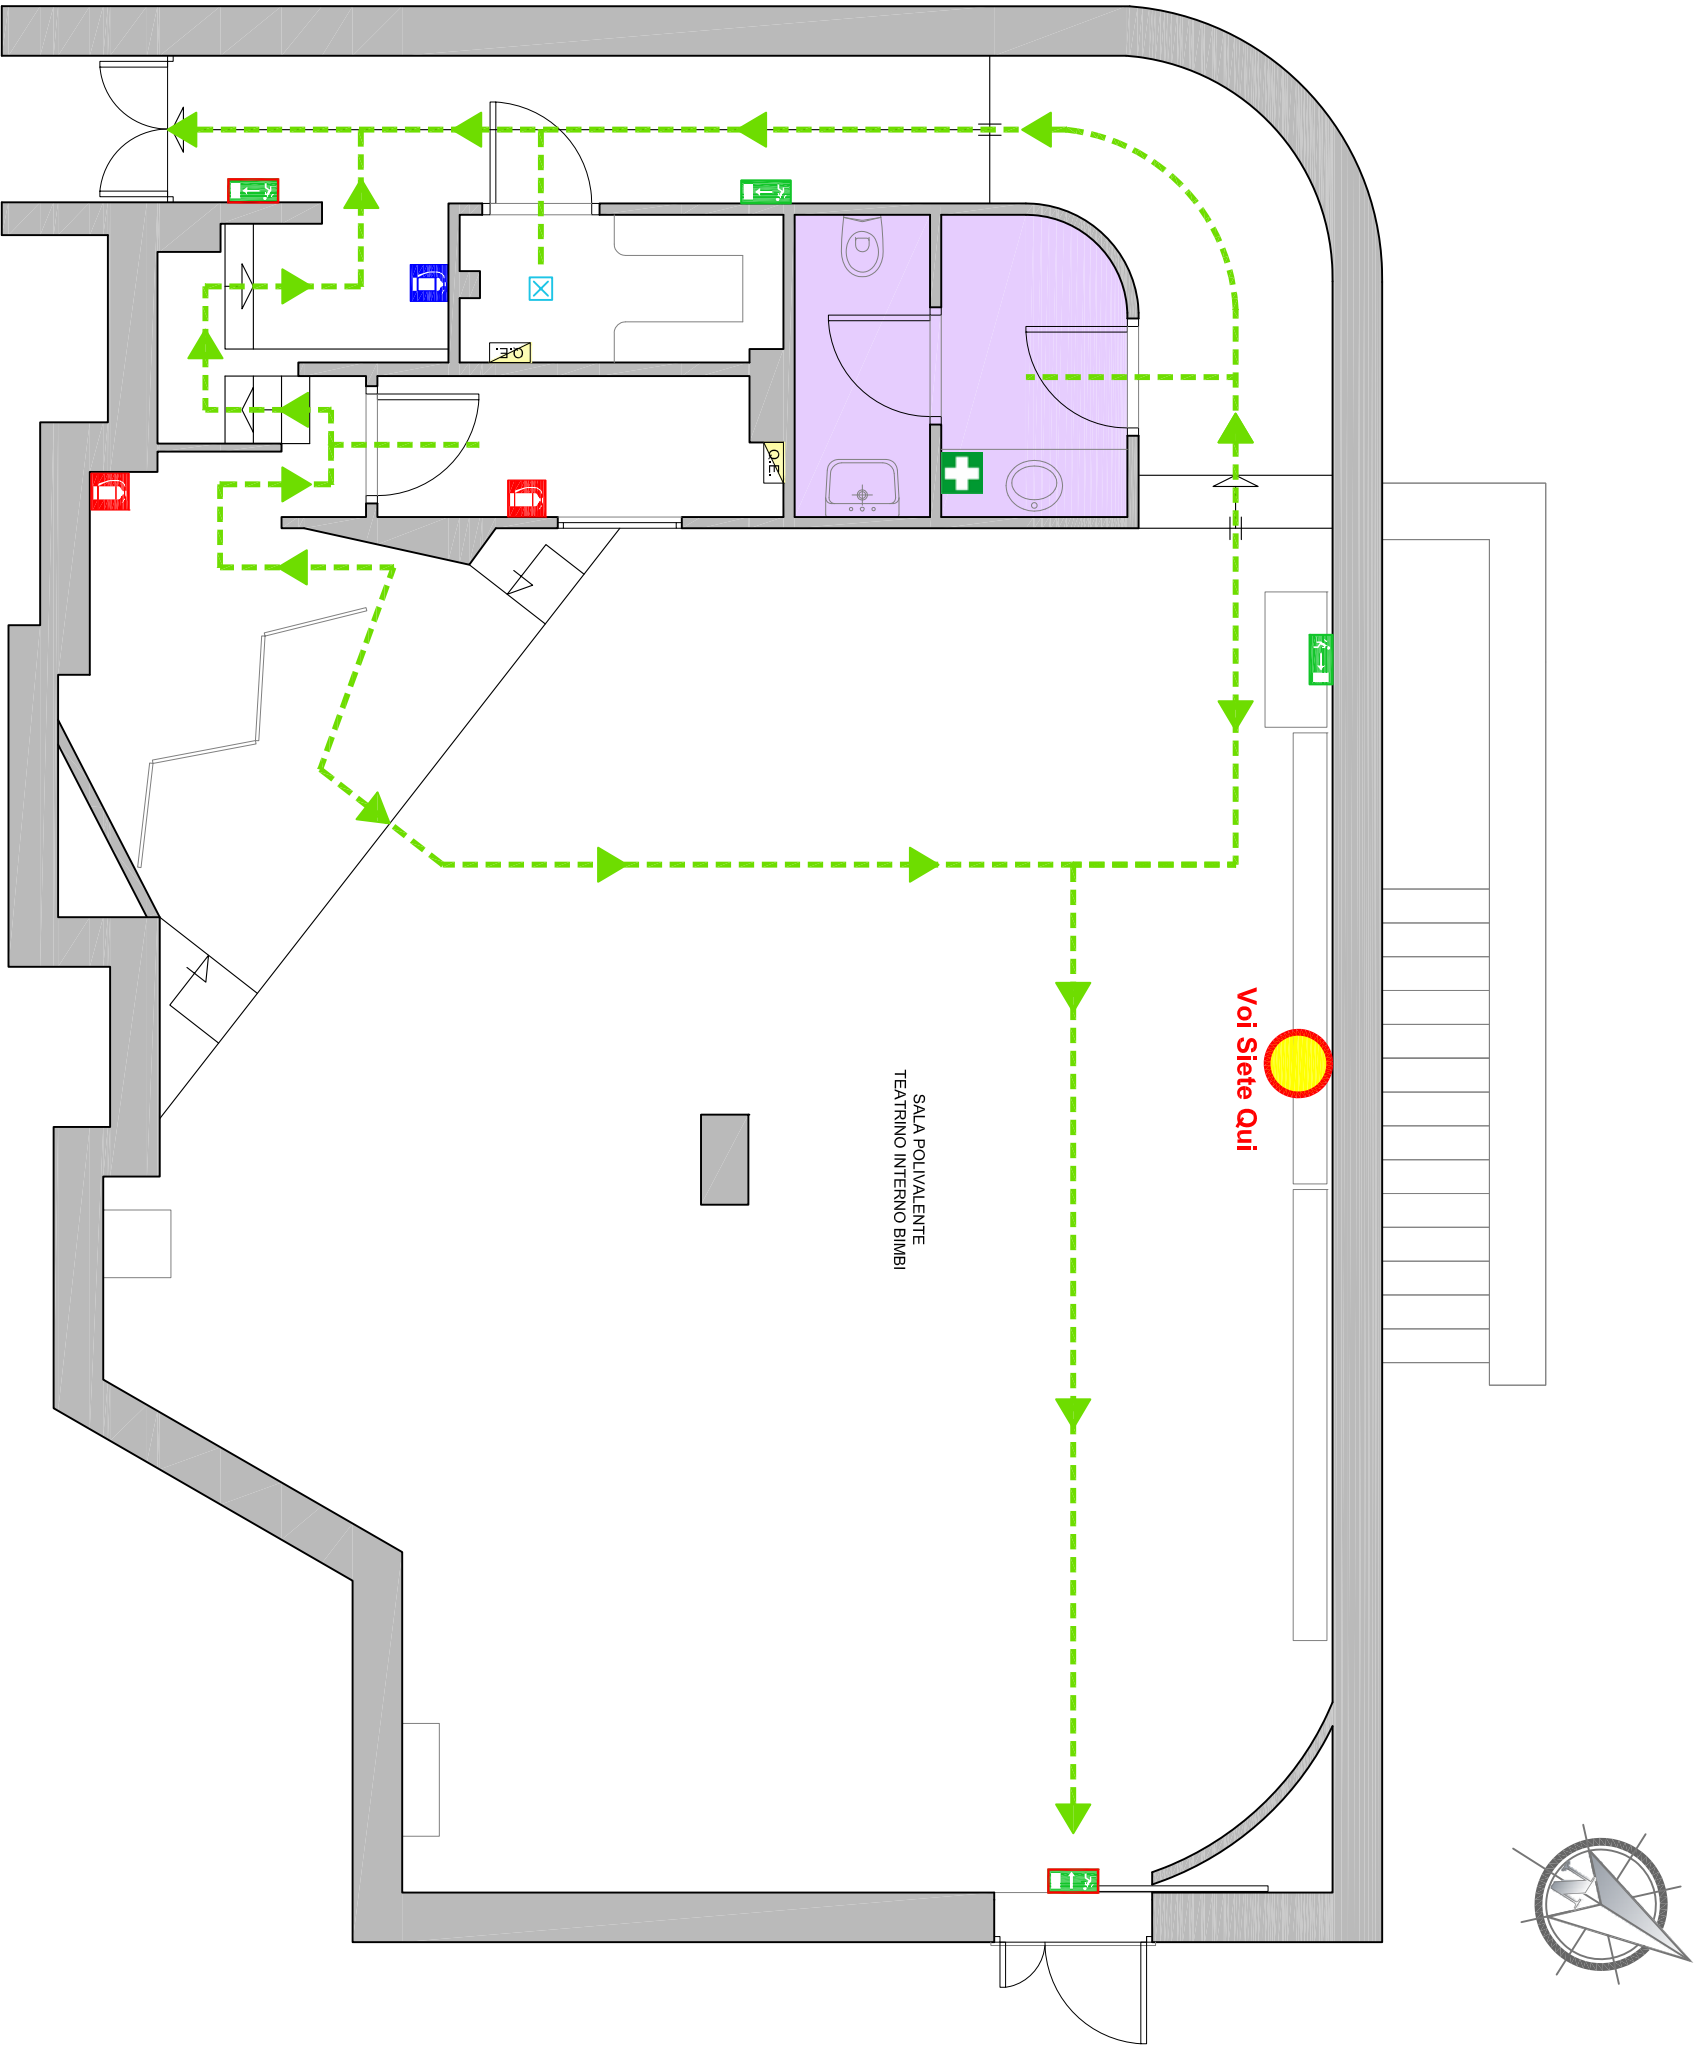 Q.E.
Q.E.
Voi Siete Qui
SALA POLIVALENTE
TEATRINO INTERNO BIMBI
N